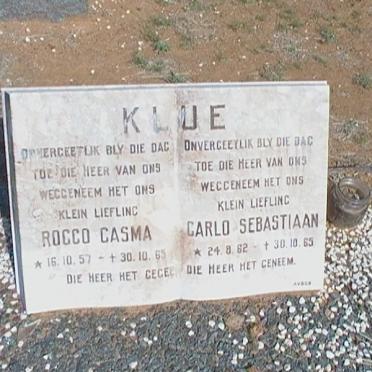 KLUE
ONVERGEETLIK BLY DIE DAG
TOE DIE HEER VAN ONS
WEGGENEEM HET ONS
KLEIN LIEFLING
ROCCO CASMA
★ 16.10.57 - + 30.10.65
DIE HEER HET GEGEE
ONVERGEETLIK BLY DIE DAG
TOE DIE HEER VAN ONS
WEGGENEEM HET ONS
KLEIN LIEFLING
CARLO SEBASTIAAN
★ 24.8.62 - + 30.10.65
DIE HEER HET GENEEM.